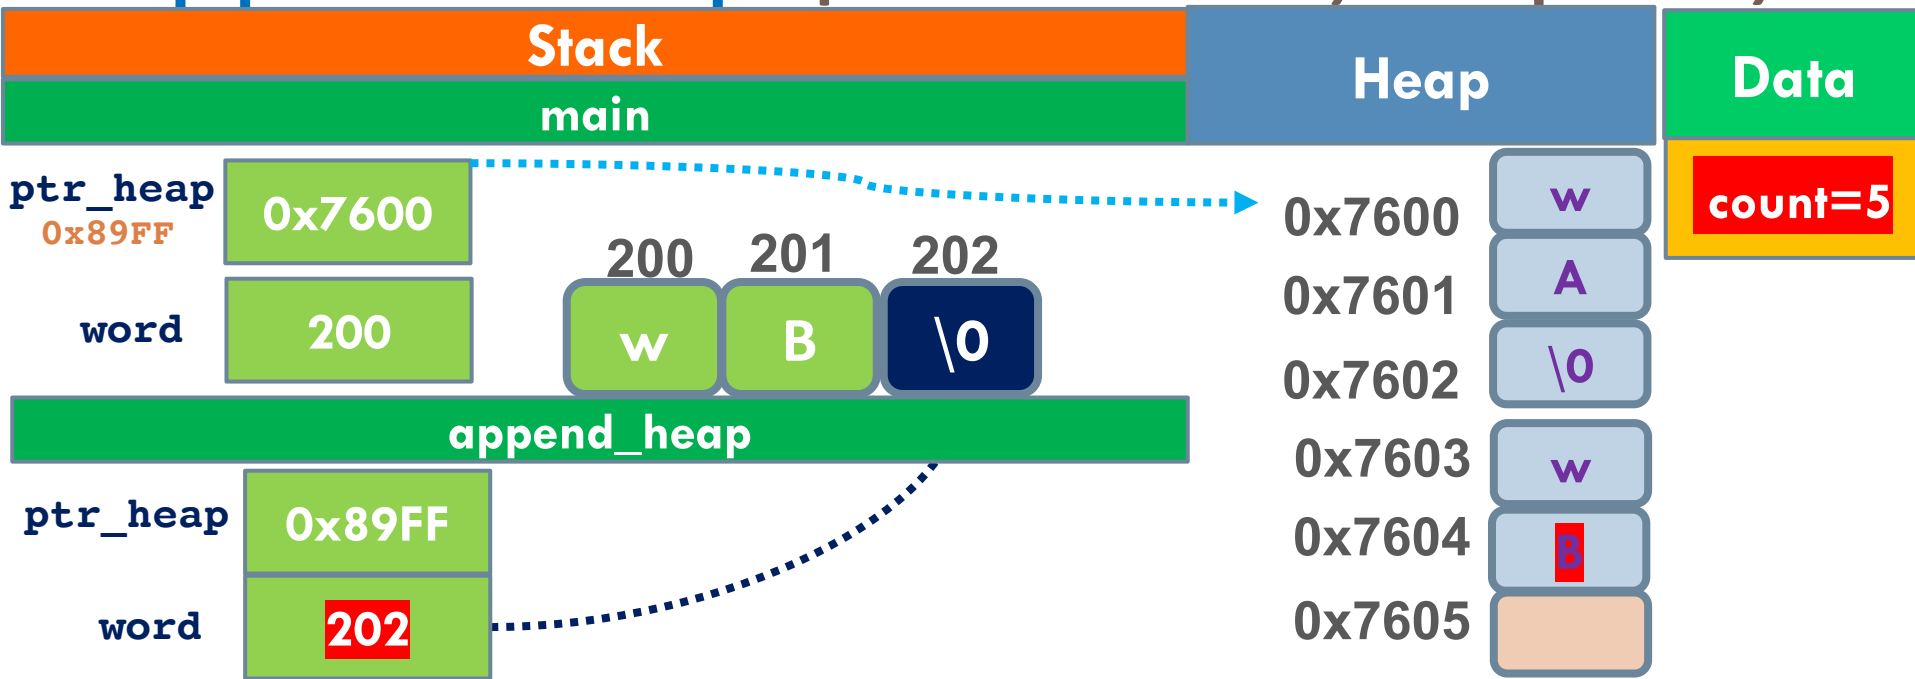 Stack
Heap
Data
main
ptr_heap
0x89FF
0x7600
0x7600
w
count=5
200 201 202
0x7601
A
word
200
w B \0
0x7602
\0
append_heap
0x7603
w
ptr_heap
0x89FF
0x7604
B
word
202
0x7605